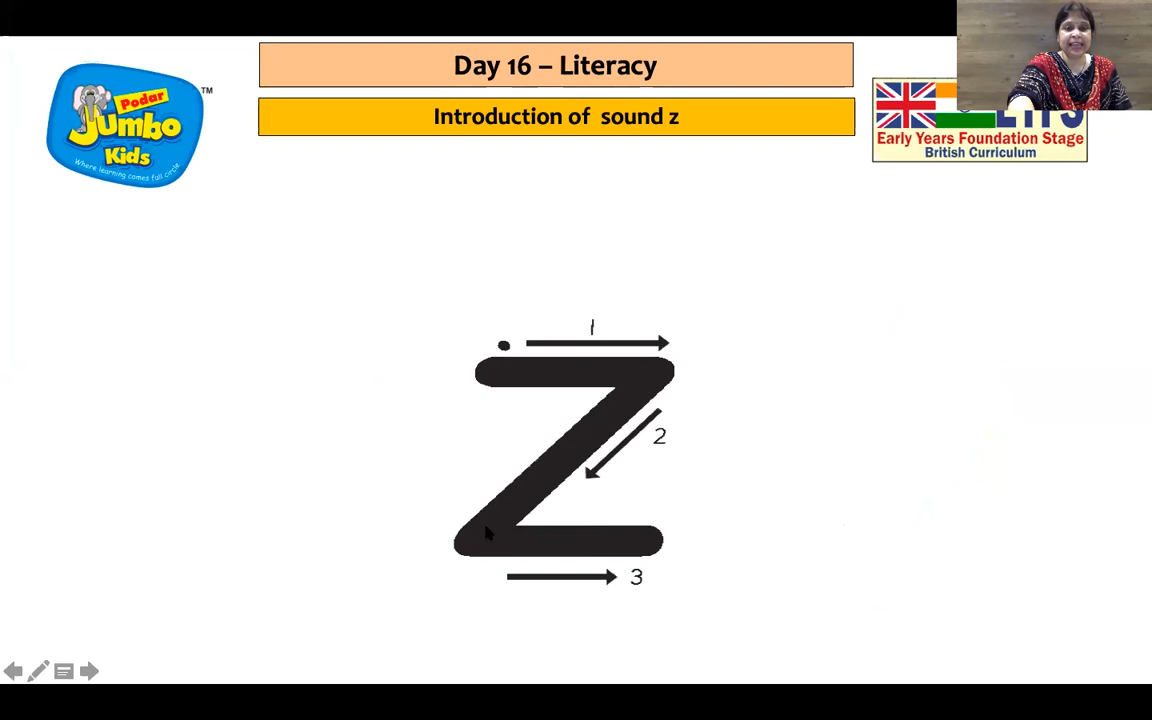 Day 16 – Literacy
Introduction of sound z
Podar
Jumbo
Kids
Where learning comes full circle
TM
Early Years Foundation Stage
British Curriculum
1
z
2
3